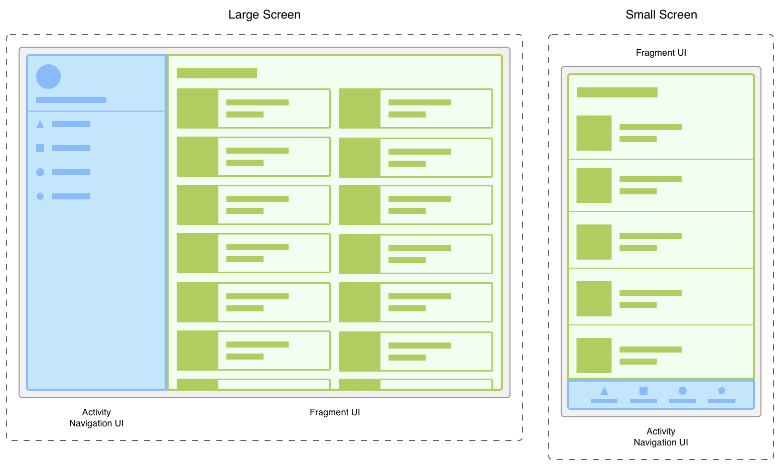 Large Screen
Activity
Navigation UI
Fragment UI
Small Screen
Fragment UI
Activity
Navigation UI